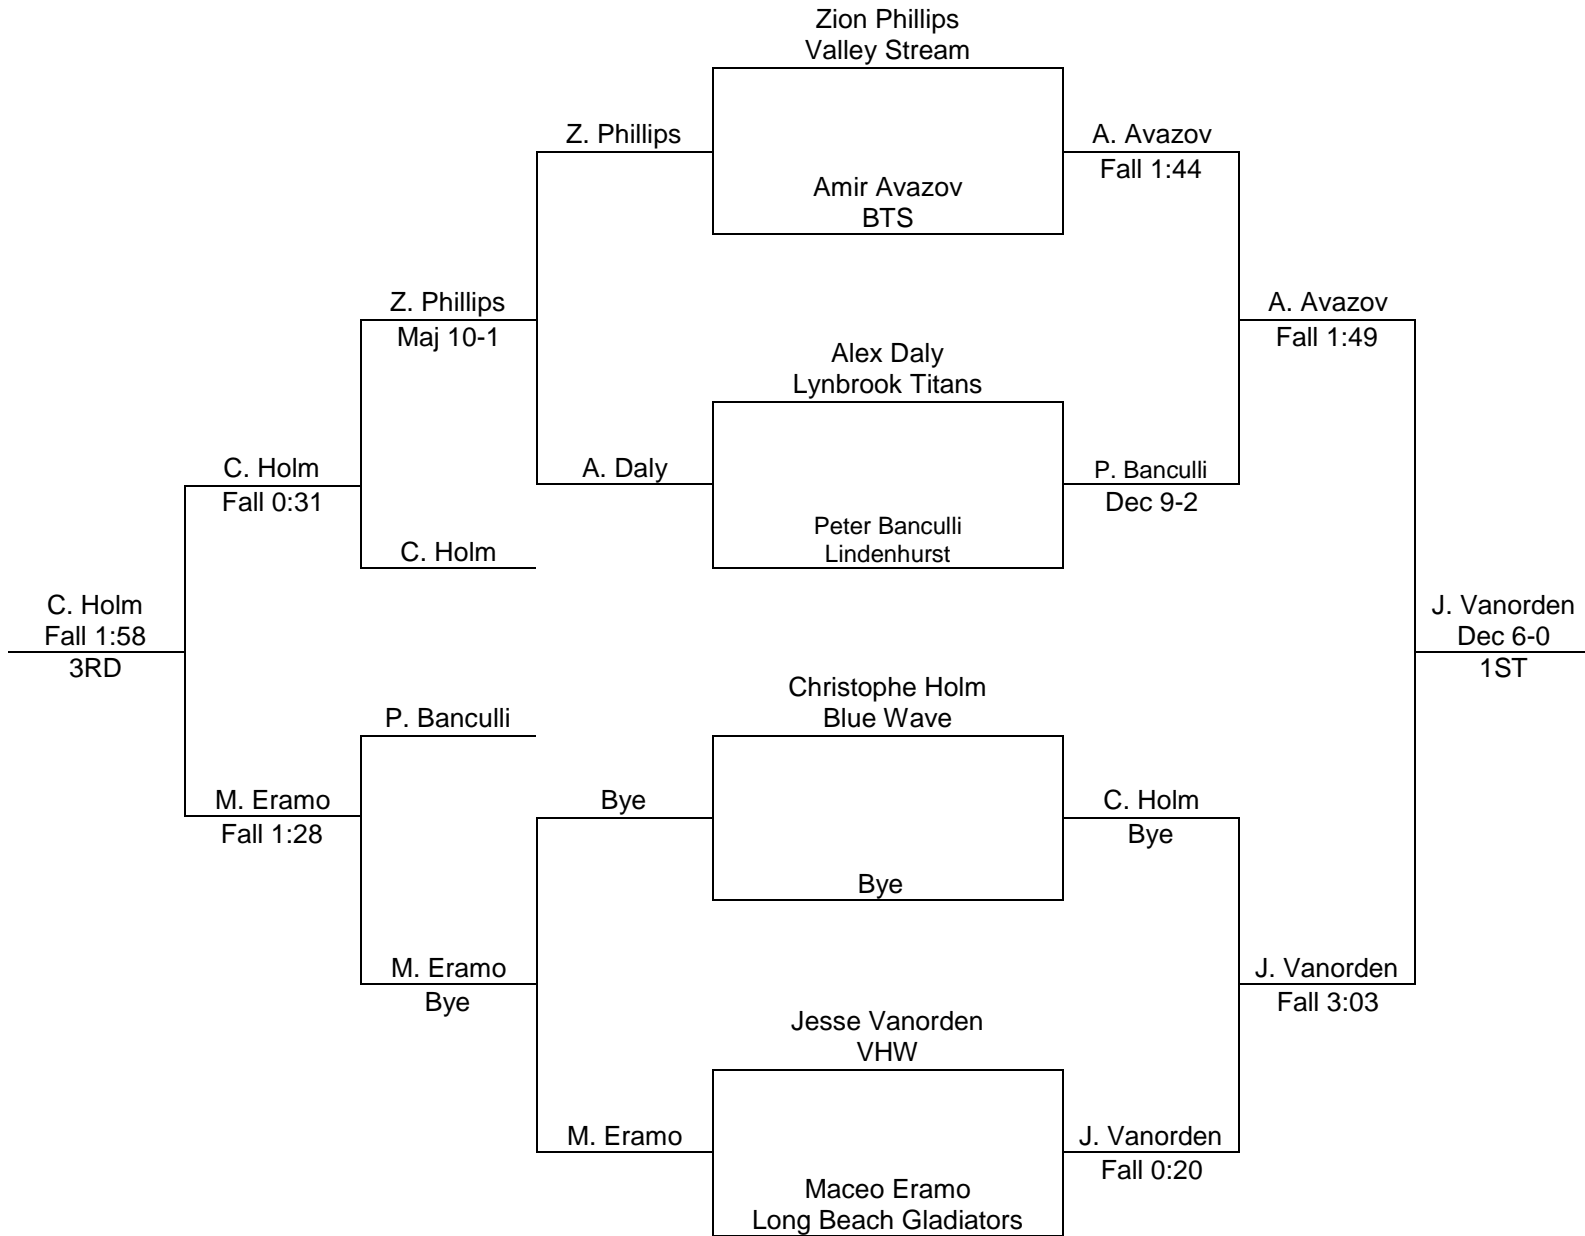 Zion Phillips
Valley Stream
Z. Phillips
A. Avazov
Fall 1:44
Amir Avazov
BTS
Z. Phillips
Maj 10-1
A. Avazov
Fall 1:49
Alex Daly
Lynbrook Titans
C. Holm
Fall 0:31
A. Daly
P. Banculli
Dec 9-2
Peter Banculli
Lindenhurst
C. Holm
C. Holm
Fall 1:58
3RD
J. Vanorden
Dec 6-0
1ST
Christophe Holm
Blue Wave
P. Banculli
M. Eramo
Fall 1:28
Bye
C. Holm
Bye
Bye
M. Eramo
Bye
J. Vanorden
Fall 3:03
Jesse Vanorden
VHW
M. Eramo
J. Vanorden
Fall 0:20
Maceo Eramo
Long Beach Gladiators